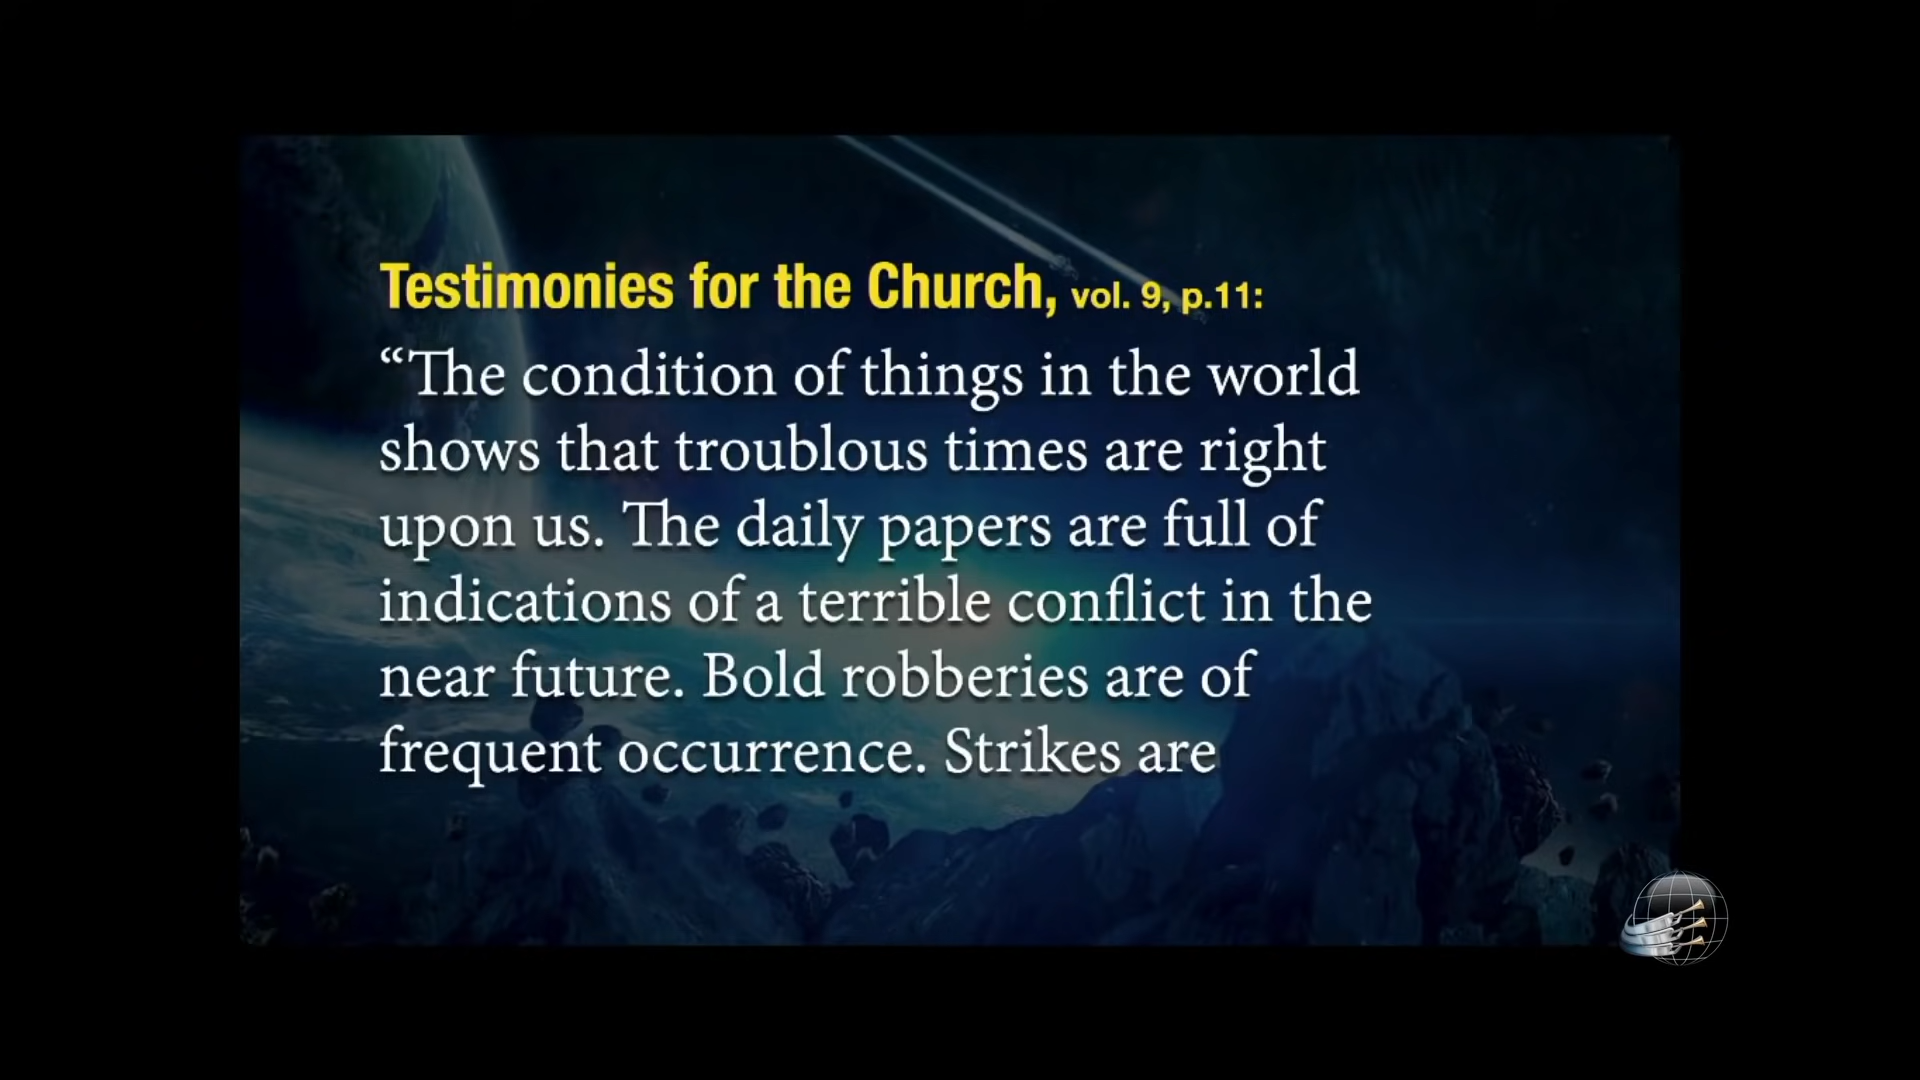 Testimonies for the Church, vol. 9, p.11:
“The condition of things in the world
shows that troublous times are right
upon us. The daily papers are full of
indications of a terrible conflict in the
near future. Bold robberies are of
frequent occurrence. Strikes are